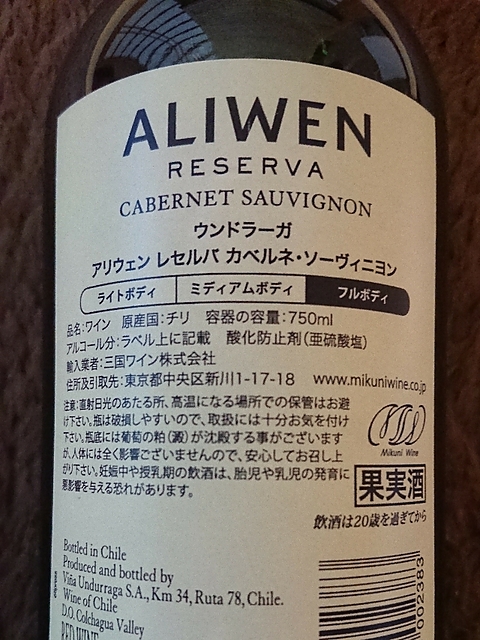 ALIWEN
RESERVA
CABERNET SAUVIGNON
ウンドラーガ
アリウェン レセルバ カベルネ・ソーヴィニヨン
ライトボディ ミディアムボディ フルボディ
品名:ワイン 原産国:チリ 容器の容量:750ml
アルコール分:ラベル上に記載 酸化防止剤(亜硫酸塩)
輸入業者:三国ワイン株式会社
住所及引取先:東京都中央区新川1-17-18 www.mikuniwine.co.jp
注意:直射日光のあたる所、高温になる場所での保管はお避
け下さい。瓶は破損しやすいので、取扱には十分お気を付け
下さい。瓶底には葡萄の粕(澱)が沈殿する事がございます
が、人体には全く影響ございませんので、安心してお召し上
がり下さい。妊娠中や授乳期の飲酒は、胎児や乳児の発育に
悪影響を与える恐れがあります。
Mikuni Wine
果実酒
飲酒は20歳を過ぎてから
Bottled in Chile
Produced and bottled by
Viña Undurraga S.A., Km 34, Ruta 78, Chile.
Wine of Chile
D.O. Colchagua Valley
RED WINE
002383